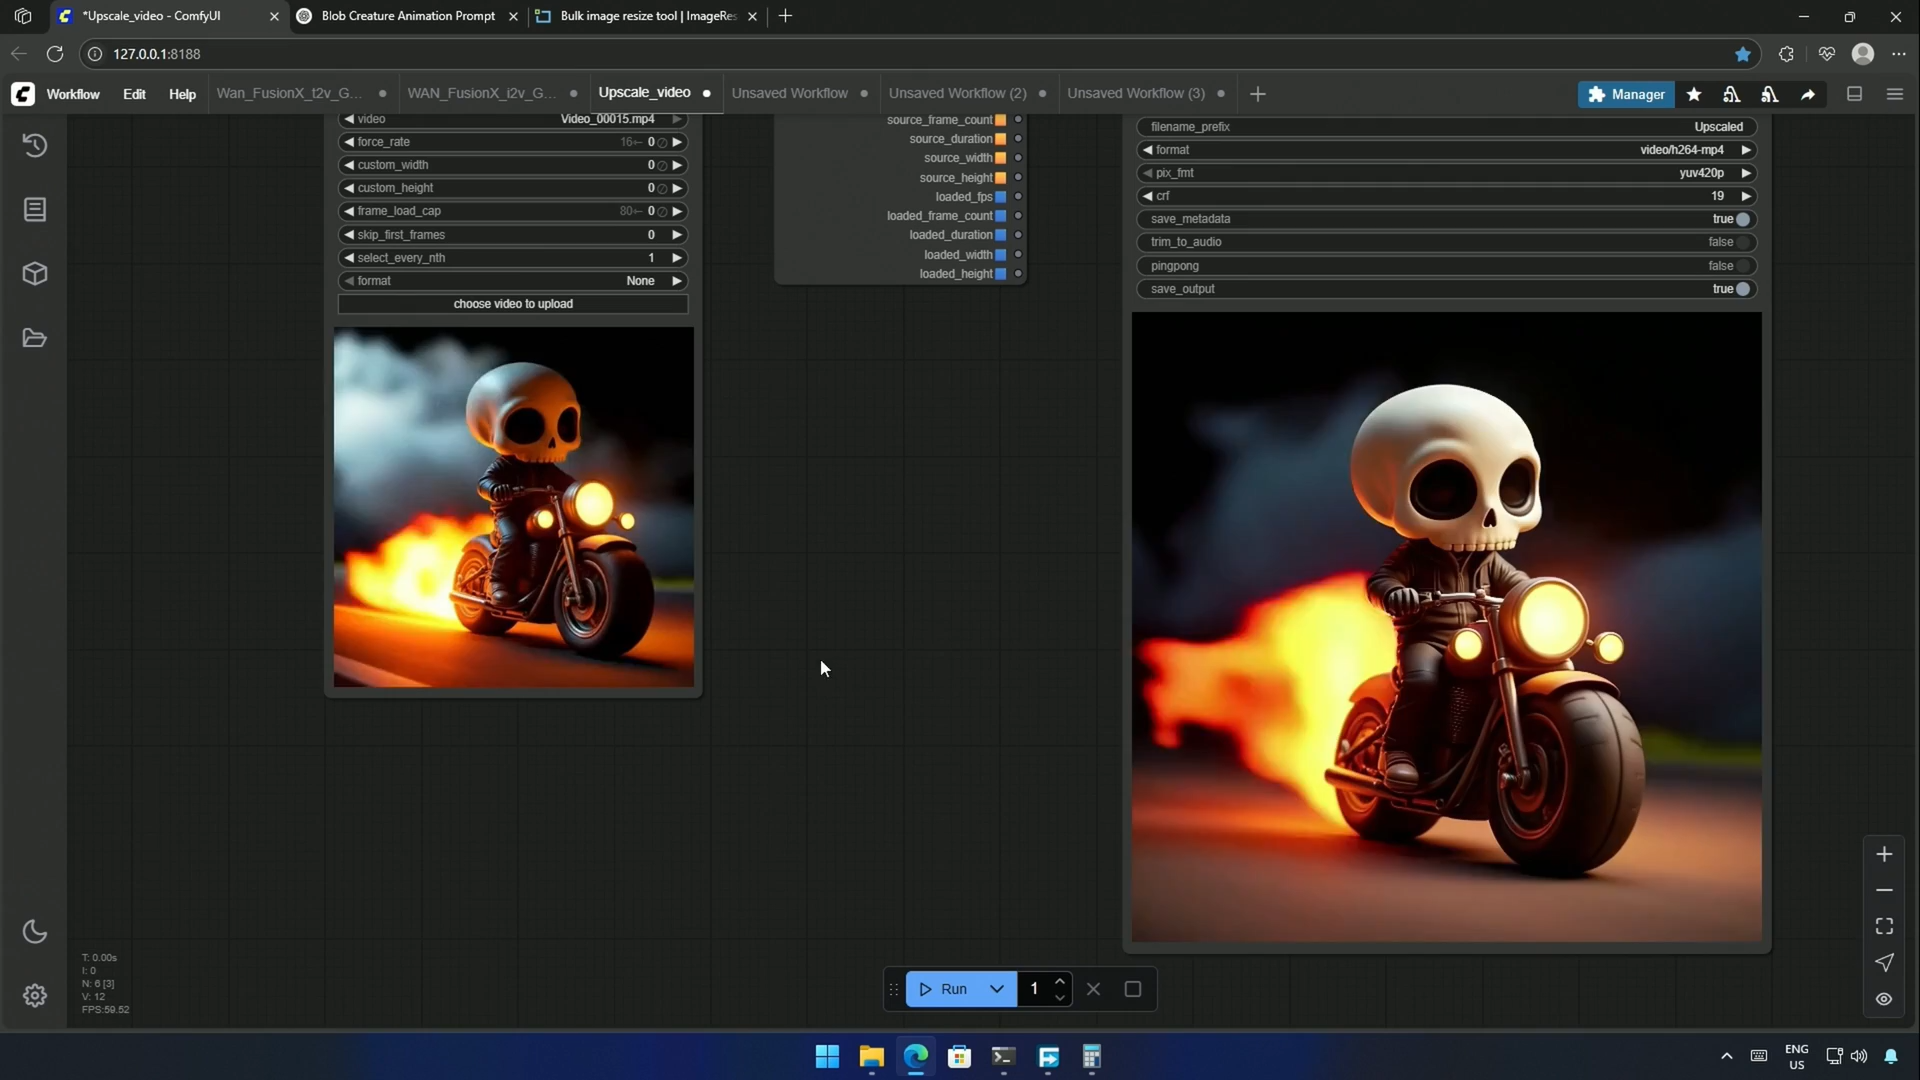 *Upscale_video - ComfyUI
Blob Creature Animation Prompt
Bulk image resize tool | ImageRes
127.0.0.1:8188
Workflow
Edit
Help
Wan_FusionX_t2v_G...
WAN_FusionX_i2v_G...
Upscale_video
Unsaved Workflow
Unsaved Workflow (2)
Unsaved Workflow (3)
Manager
video
Video_00015.mp4
force_rate
16← 0
custom_width
0
custom_height
0
frame_load_cap
80← 0
skip_first_frames
0
select_every_nth
1
format
None
choose video to upload
source_frame_count
source_duration
source_width
source_height
loaded_fps
loaded_frame_count
loaded_duration
loaded_width
loaded_height
filename_prefix
Upscaled
format
video/h264-mp4
pix_fmt
yuv420p
crf
19
save_metadata
true
trim_to_audio
false
pingpong
false
save_output
true
T: 0.00s
I: 0
N: 6 [3]
V: 12
FPS:59.52
Run
1
ENG
US